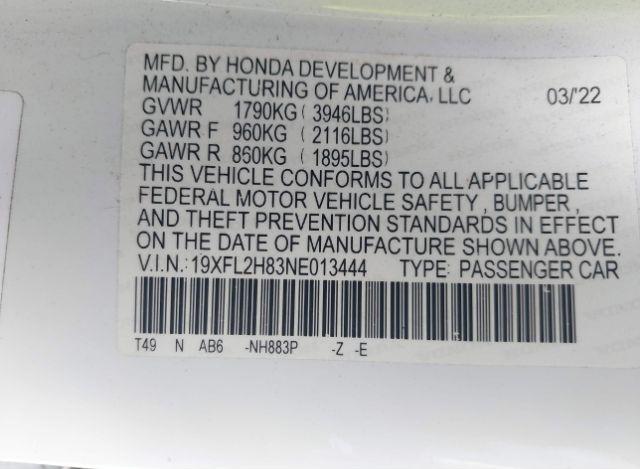 MFD. BY HONDA DEVELOPMENT &
MANUFACTURING OF AMERICA, LLC 03/'22
GVWR 1790KG ( 3946LBS)
GAWR F 960KG ( 2116LBS)
GAWR R 860KG ( 1895LBS)
THIS VEHICLE CONFORMS TO ALL APPLICABLE
FEDERAL MOTOR VEHICLE SAFETY, BUMPER,
AND THEFT PREVENTION STANDARDS IN EFFECT
ON THE DATE OF MANUFACTURE SHOWN ABOVE.
V.I.N.: 19XFL2H83NE013444 TYPE: PASSENGER CAR
T49 N AB6 -NH883P -Z -E